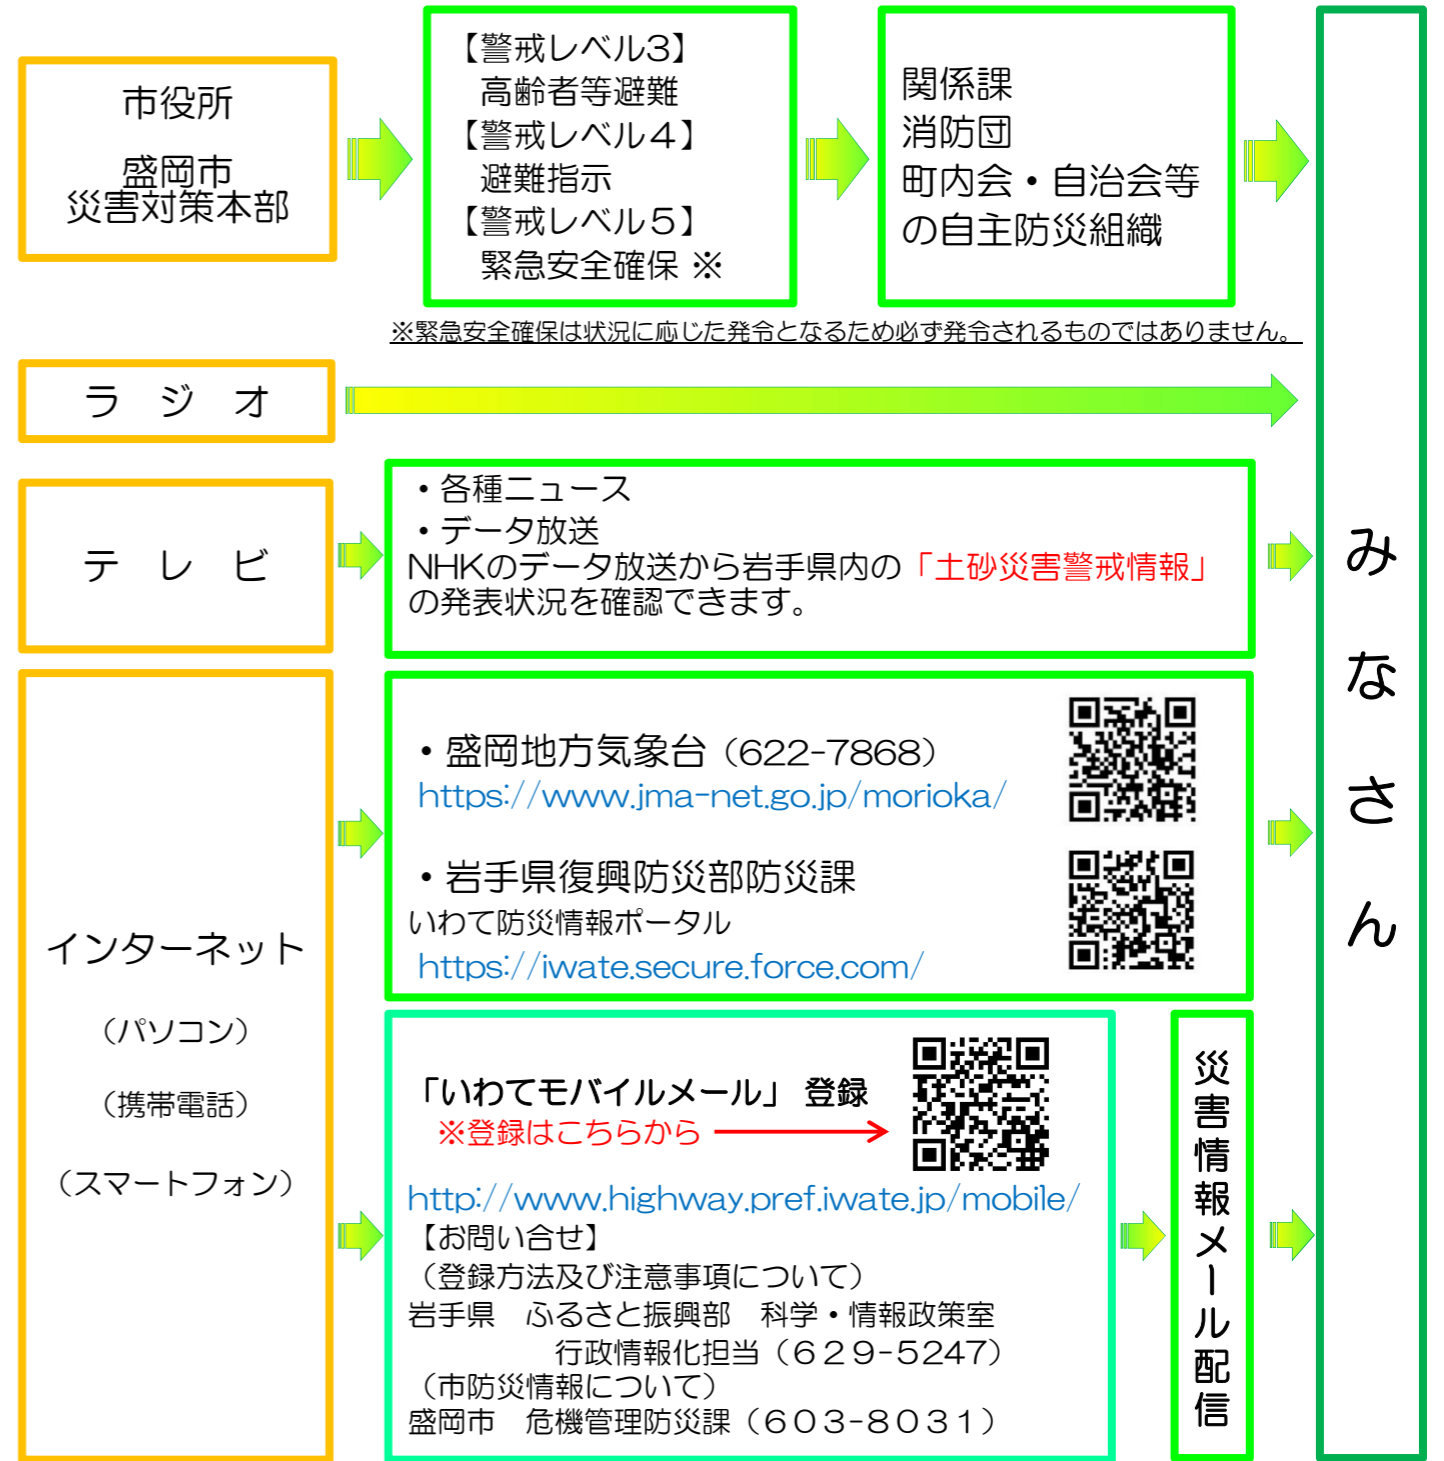 市役所
盛岡市
災害対策本部
【警戒レベル3】
高齢者等避難
【警戒レベル４】
避難指示
【警戒レベル５】
緊急安全確保 ※
関係課
消防団
町内会・自治会等
の自主防災組織
※緊急安全確保は状況に応じた発令となるため必ず発令されるものではありません。
ラ　ジ　オ
テ　レ　ビ
・各種ニュース
・データ放送
NHKのデータ放送から岩手県内の「土砂災害警戒情報」
の発表状況を確認できます。
インターネット
（パソコン）
（携帯電話）
（スマートフォン）
・盛岡地方気象台（622-7868）
https://www.jma-net.go.jp/morioka/
・岩手県復興防災部防災課
いわて防災情報ポータル
https://iwate.secure.force.com/
「いわてモバイルメール」 登録
※登録はこちらから
http://www.highway.pref.iwate.jp/mobile/
【お問い合せ】
（登録方法及び注意事項について）
岩手県　ふるさと振興部　科学・情報政策室
行政情報化担当（６２９-5247）
（市防災情報について）
盛岡市　危機管理防災課（６０３-８０３１）
災害情報メール配信
みなさん